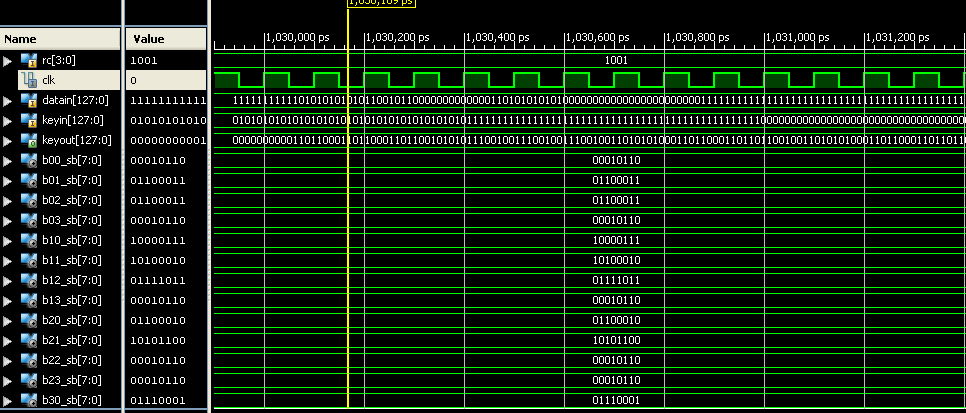 1,030,169 ps
Name Value 1,030,000 ps 1,030,200 ps 1,030,400 ps 1,030,600 ps 1,030,800 ps 1,031,000 ps 1,031,200 ps
rc[3:0] 1001 1001
clk 0
datain[127:0] 11111111111
keyin[127:0] 01010101010
keyout[127:0] 00000000001
b00_sb[7:0] 00010110 00010110
b01_sb[7:0] 01100011 01100011
b02_sb[7:0] 01100011 01100011
b03_sb[7:0] 00010110 00010110
b10_sb[7:0] 10000111 10000111
b11_sb[7:0] 10100010 10100010
b12_sb[7:0] 01111011 01111011
b13_sb[7:0] 00010110 00010110
b20_sb[7:0] 01100010 01100010
b21_sb[7:0] 10101100 10101100
b22_sb[7:0] 00010110 00010110
b23_sb[7:0] 00010110 00010110
b30_sb[7:0] 01110001 01110001